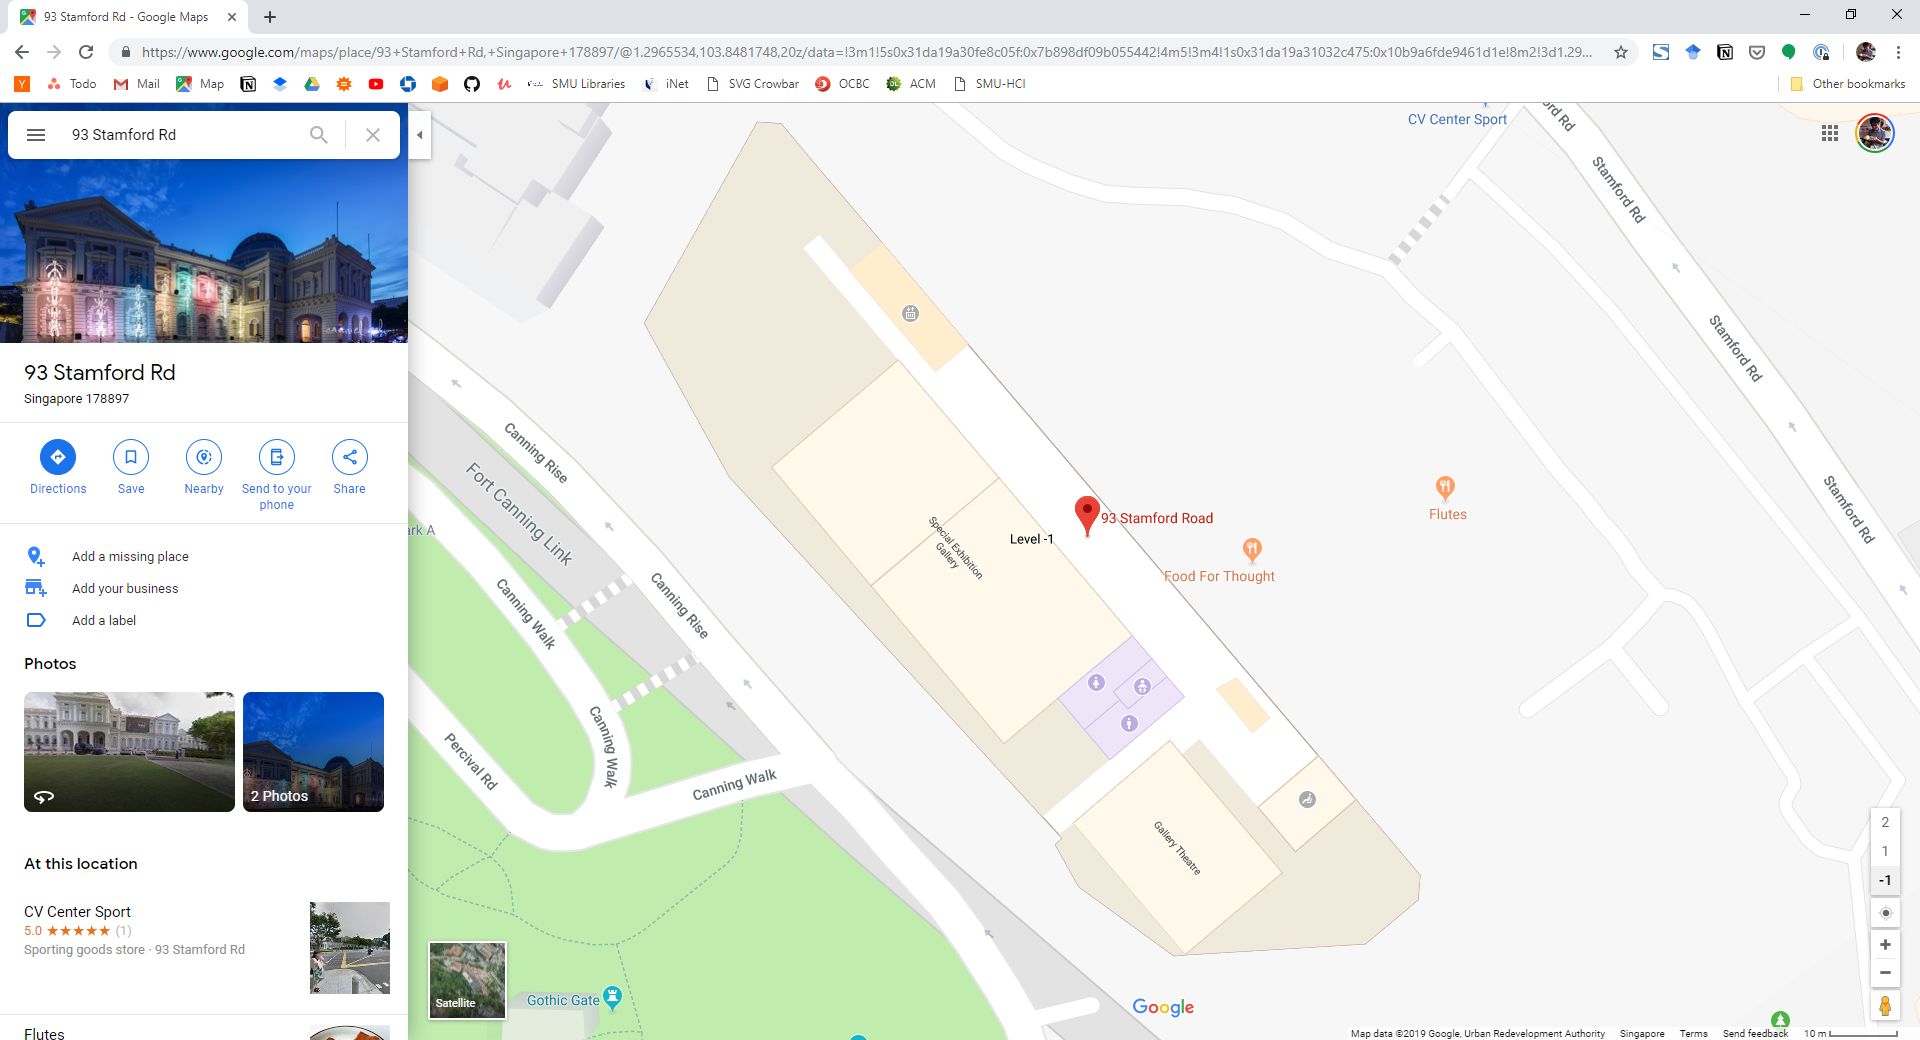 93 Stamford Rd - Google Maps
https://www.google.com/maps/place/93+Stamford+Rd,+Singapore+178897/@1.2965534,103.8481748,20z/data=!3m1!5s0x31da19a30fe8c05f:0x7b898df09b055442!4m5!3m4!1s0x31da19a31032c475:0x10b9a6fde9461d1e!8m2!3d1.29...
Todo Mail Map SMU Libraries iNet SVG Crowbar OCBC ACM SMU-HCI Other bookmarks
93 Stamford Rd
93 Stamford Rd
Singapore 178897
Directions
Save
Nearby
Send to your
phone
Share
Add a missing place
Add your business
Add a label
Photos
2 Photos
At this location
CV Center Sport
5.0 ★★★★★ (1)
Sporting goods store · 93 Stamford Rd
Flutes
CV Center Sport
Stamford Rd
Stamford Rd
Stamford Rd
Canning Rise
Fort Canning Link
Canning Rise
Canning Walk
Canning Walk
Canning Walk
Percival Rd
ark A
Special Exhibition
Gallery
Level -1
93 Stamford Road
Flutes
Food For Thought
Gallery Theatre
Gothic Gate
Satellite
Google
2
1
-1
Map data ©2019 Google, Urban Redevelopment Authority Singapore Terms Send feedback 10 m